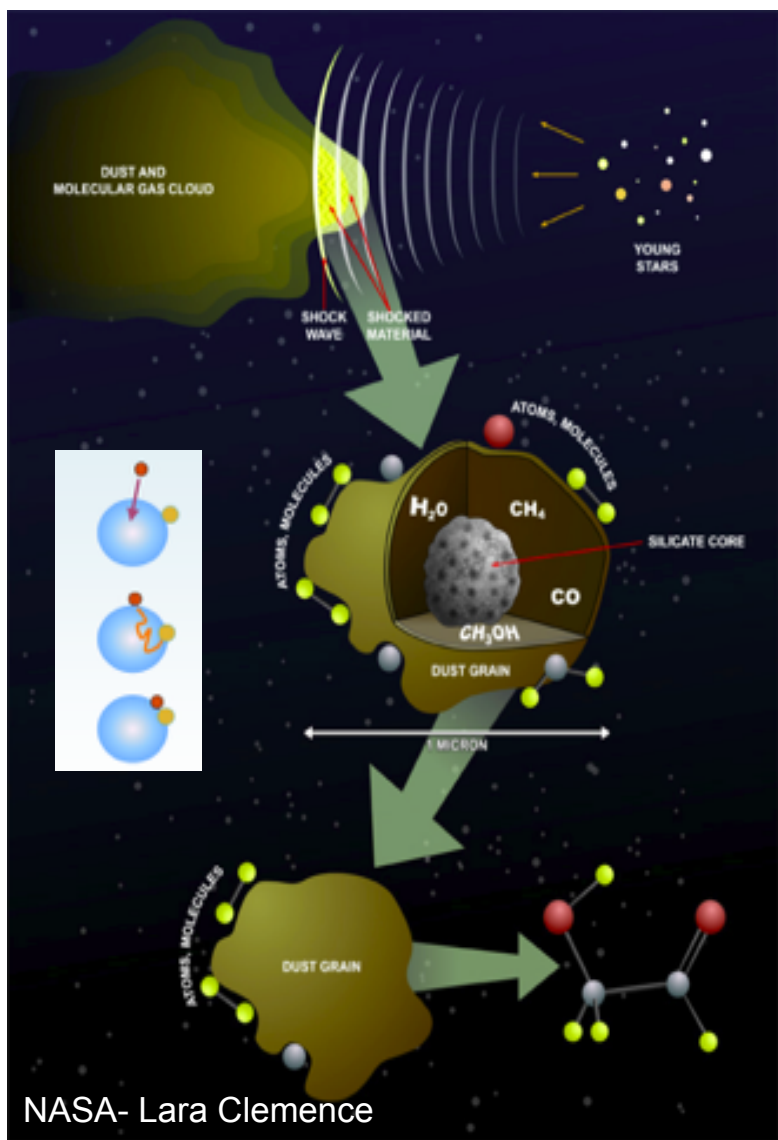 DUST AND
MOLECULAR GAS CLOUD
YOUNG
STARS
SHOCK
WAVE
SHOCKED
MATERIAL
ATOMS, MOLECULES
ATOMS, MOLECULES
H₂O
CH₄
SILICATE CORE
CO
CH₃OH
DUST GRAIN
1 MICRON
ATOMS, MOLECULES
DUST GRAIN
NASA- Lara Clemence